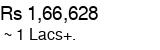 Rs 1,66,628
~ 1 Lacs+.